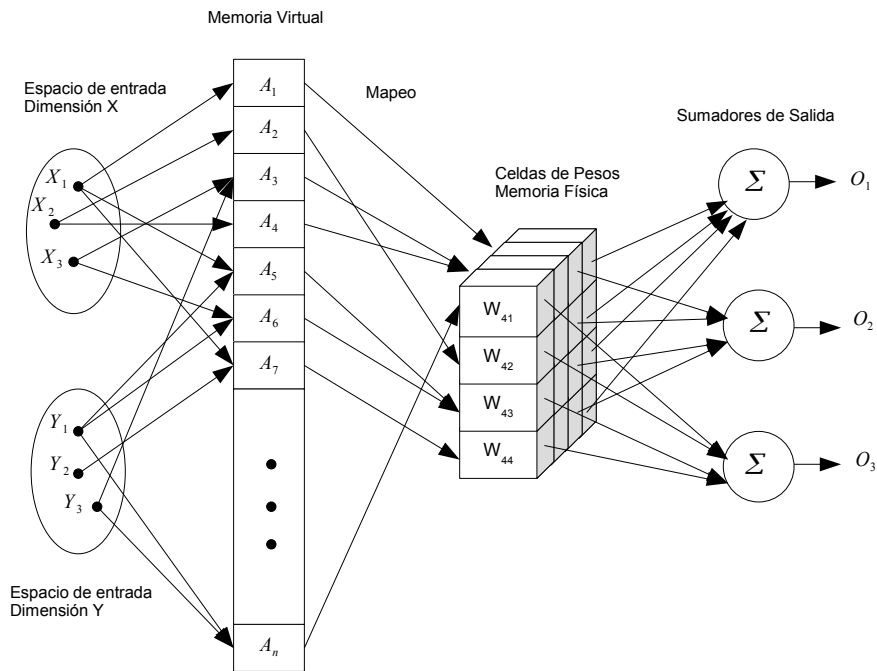 Memoria Virtual
Espacio de entrada
Dimensión X
Mapeo
Sumadores de Salida
Celdas de Pesos
Memoria Física
A₁
A₂
A₃
A₄
A₅
A₆
A₇
Aₙ
X₁
X₂
X₃
Y₁
Y₂
Y₃
W₄₁
W₄₂
W₄₃
W₄₄
Σ
O₁
Σ
O₂
Σ
O₃
Espacio de entrada
Dimensión Y